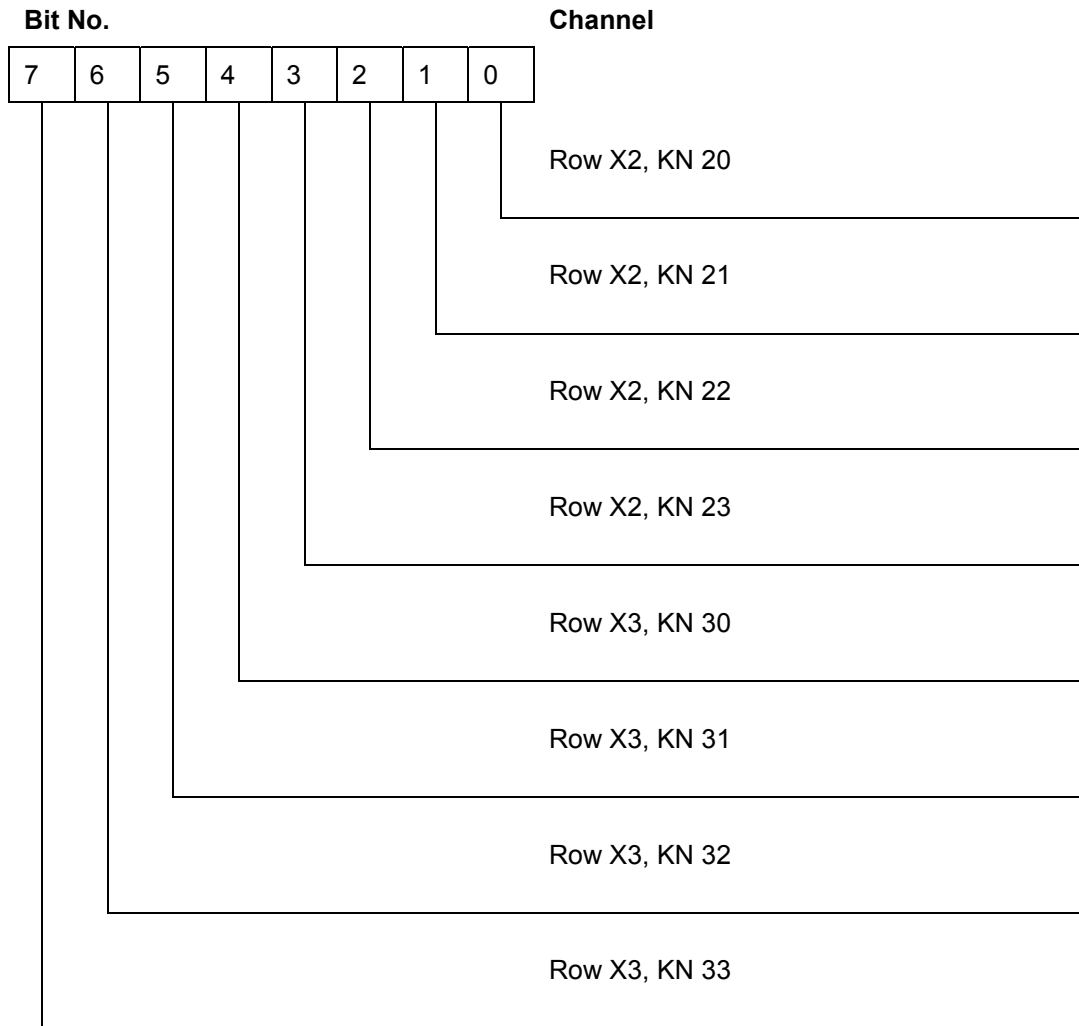 Bit No. Channel
7 6 5 4 3 2 1 0
Row X2, KN 20
Row X2, KN 21
Row X2, KN 22
Row X2, KN 23
Row X3, KN 30
Row X3, KN 31
Row X3, KN 32
Row X3, KN 33